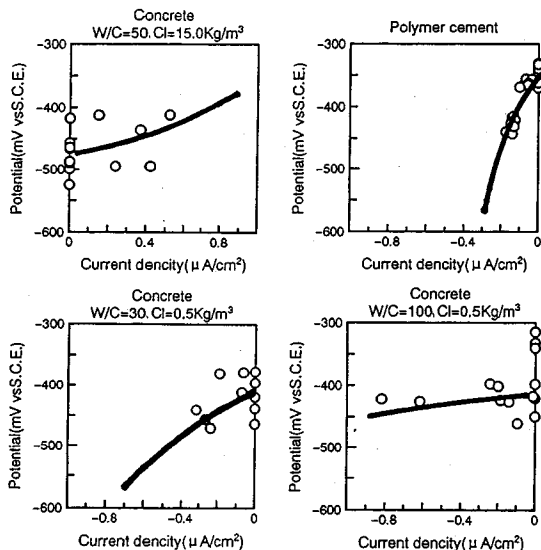 Concrete
W/C=50. Cl=15.0Kg/m³
-300
-400
-500
-600
Potential(mV vsS.C.E.)
0 0.4 0.8
Current dencity(μA/cm²)
Polymer cement
-300
-400
-500
-600
Potential(mV vsS.C.E.)
-0.8 -0.4 0
Current dencity(μA/cm²)
Concrete
W/C=30. Cl=0.5Kg/m³
-300
-400
-500
-600
Potential(mV vsS.C.E.)
-0.8 -0.4 0
Current dencity(μA/cm²)
Concrete
W/C=100, Cl=0.5Kg/m³
-300
-400
-500
-600
Potential(mV vsS.C.E.)
-0.8 -0.4 0
Current dencity(μA/cm²)